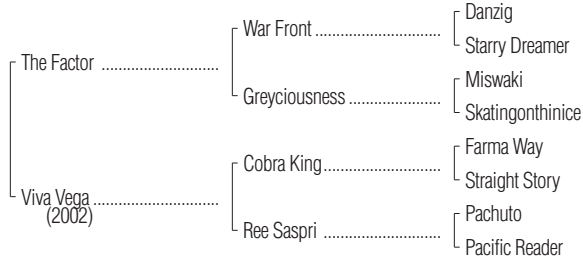 Danzig
War Front ..............................
Starry Dreamer
The Factor ............................
Miswaki
Greyciousness ......................
Skatingonthinice
Farma Way
Cobra King............................
Straight Story
Viva Vega ..............................
(2002)
Pachuto
Ree Saspri ............................
Pacific Reader